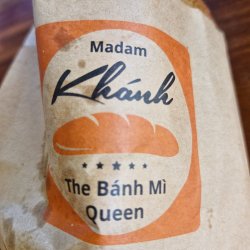 Madam
Khánh
The Bánh Mì
Queen